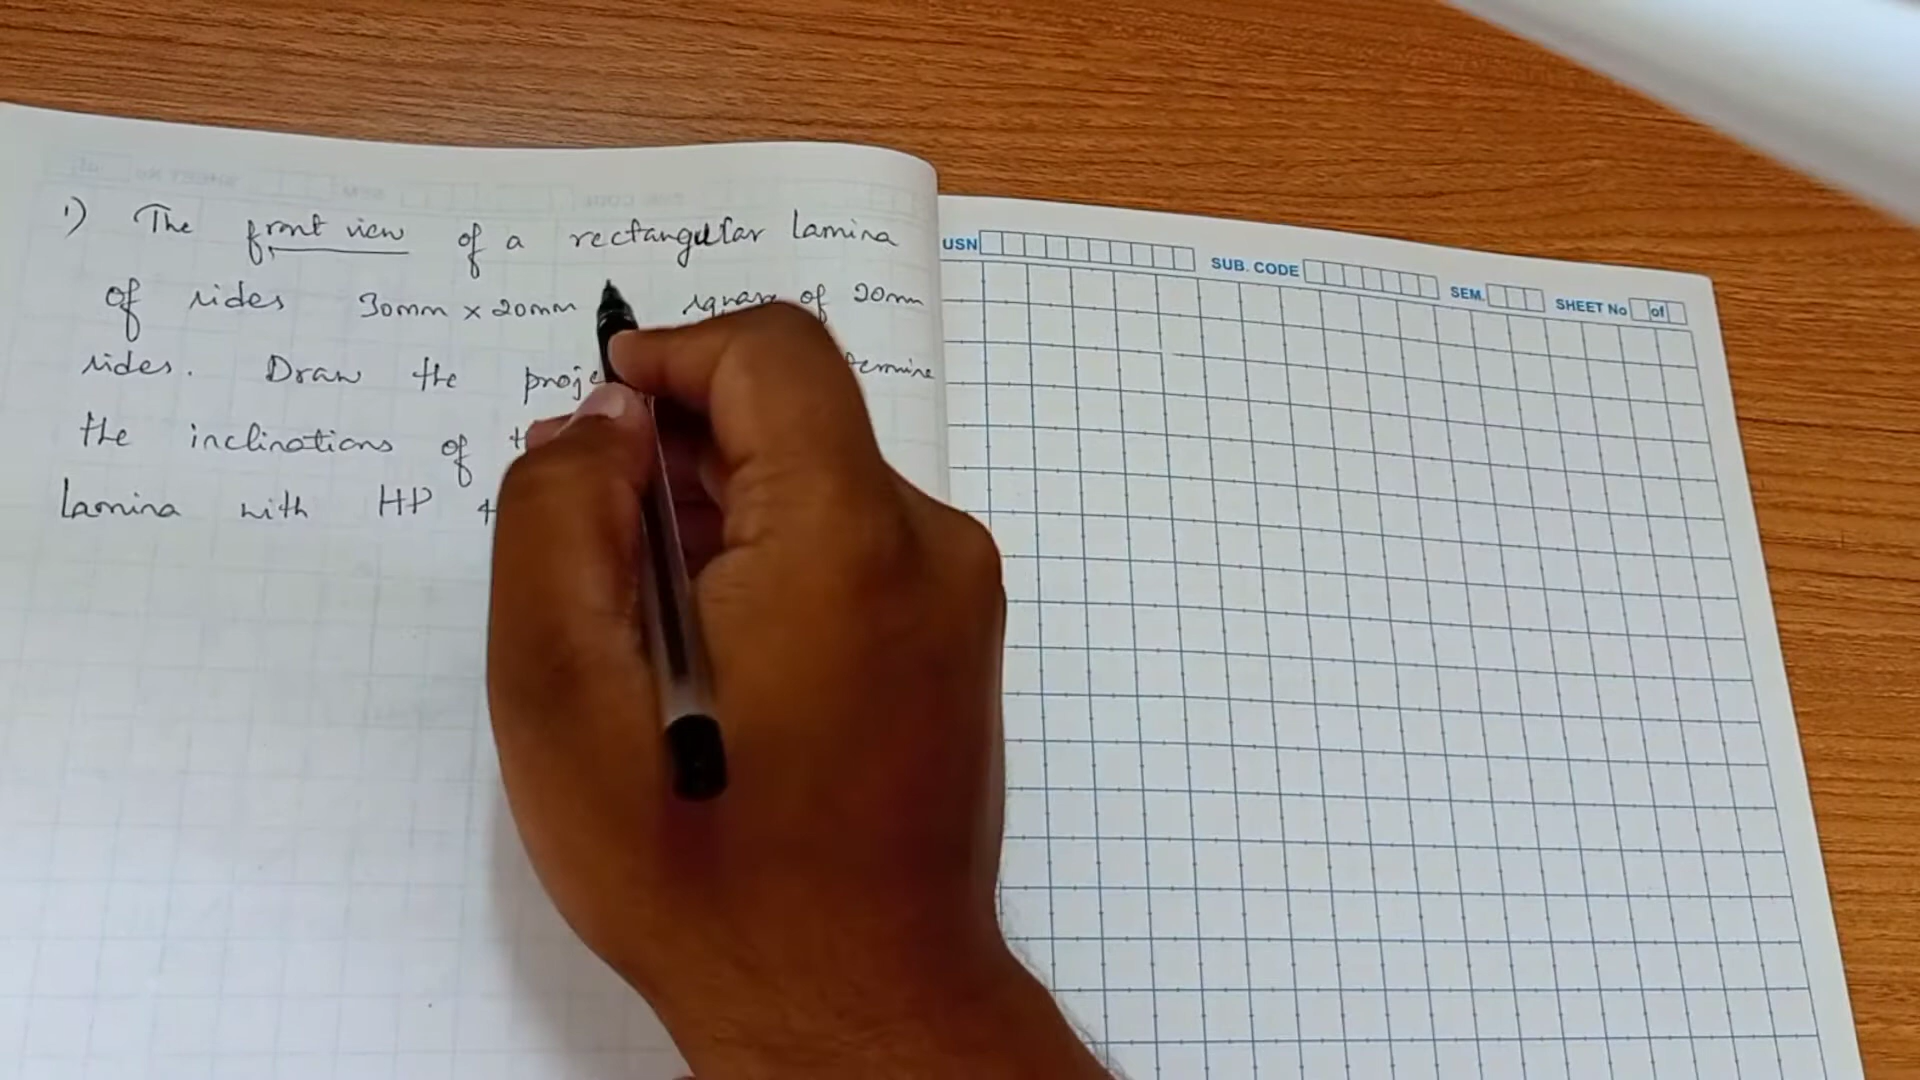 1) The front view of a rectangular lamina
of sides 30mm x 20mm square of 20mm
sides. Draw the
the inclinations of
lamina with HP &
USN SUB. CODE SEM. SHEET No of